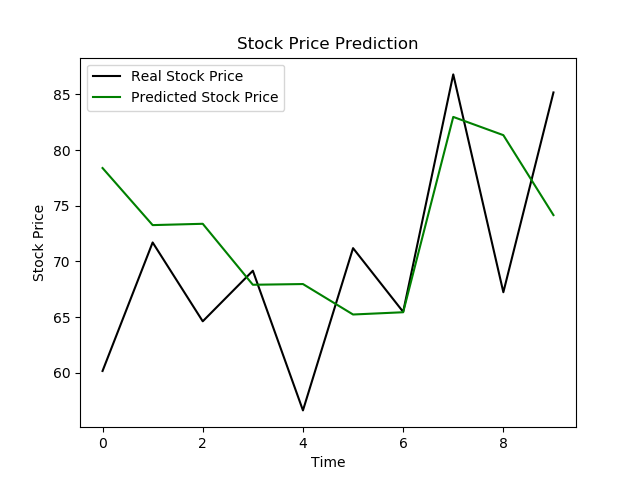 Stock Price Prediction
Real Stock Price
Predicted Stock Price
Stock Price
85
80
75
70
65
60
0 2 4 6 8
Time